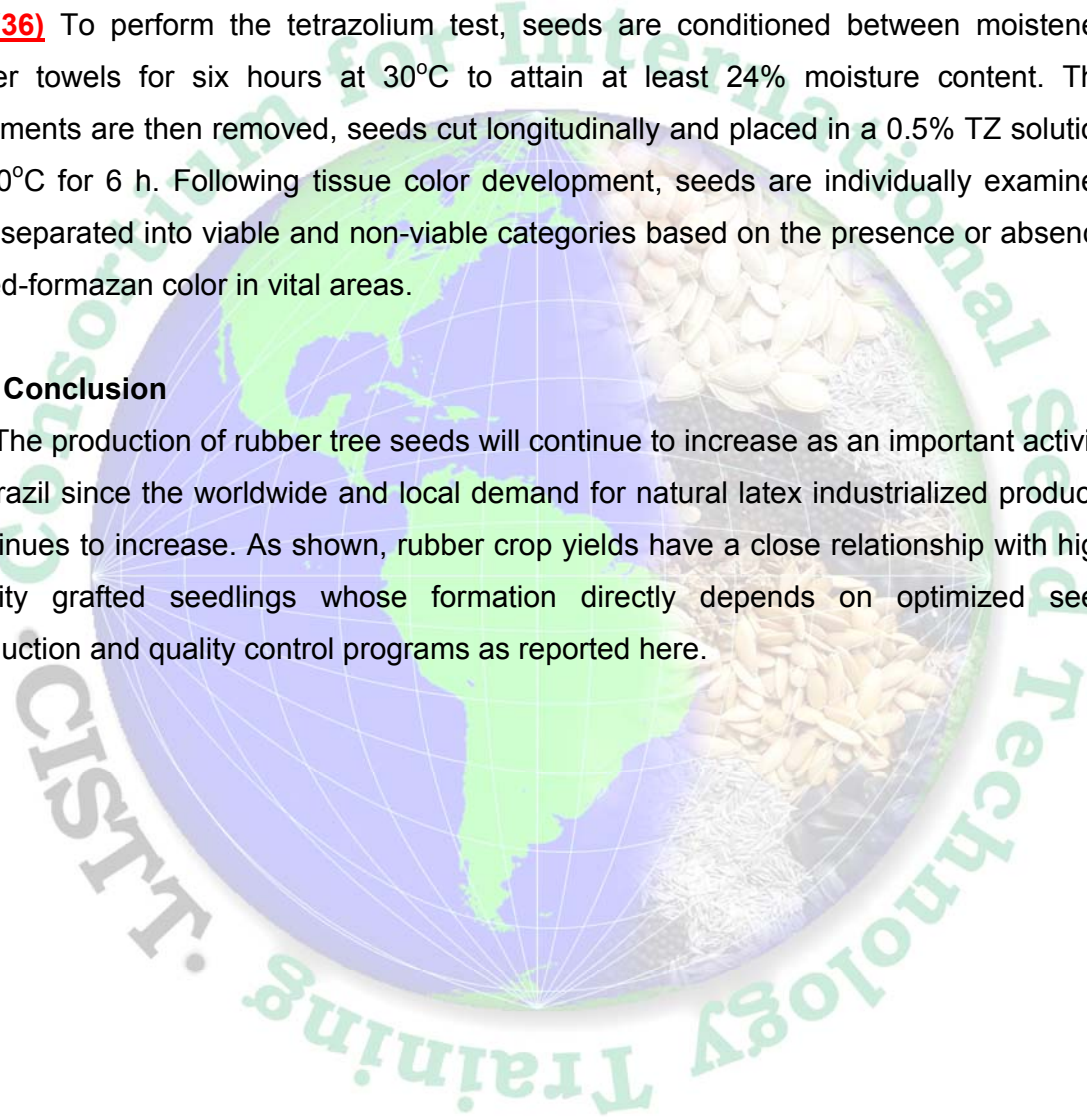 36) To perform the tetrazolium test, seeds are conditioned between moistene
er towels for six hours at 30°C to attain at least 24% moisture content. Th
ments are then removed, seeds cut longitudinally and placed in a 0.5% TZ solutio
0°C for 6 h. Following tissue color development, seeds are individually examine
separated into viable and non-viable categories based on the presence or absenc
ed-formazan color in vital areas.
Conclusion
The production of rubber tree seeds will continue to increase as an important activi
razil since the worldwide and local demand for natural latex industrialized produc
inues to increase. As shown, rubber crop yields have a close relationship with hig
ity grafted seedlings whose formation directly depends on optimized see
uction and quality control programs as reported here.
Consortium for International Seed Technology Training
.CISTT.